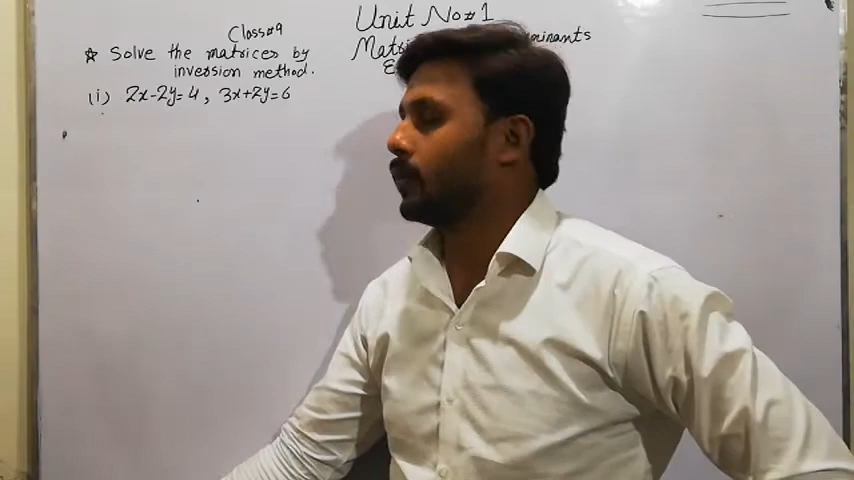 Unit No#1
Class#9
☆ Solve the matrices by
inversion method.
(i) 2x-2y=4, 3x+2y=6